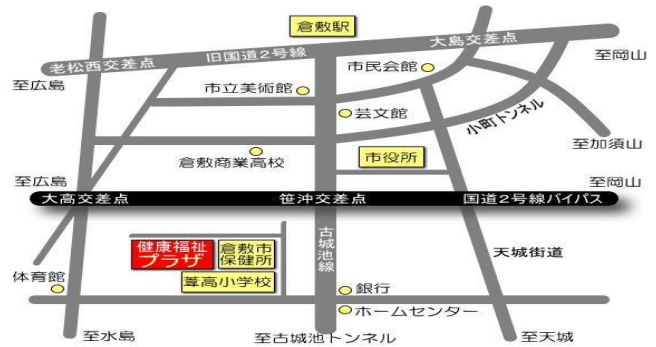 倉敷駅
大島交差点
至岡山
旧国道2号線
老松西交差点
至広島
市民会館
市立美術館
芸文館
小町トンネル
倉敷商業高校
市役所
至加須山
至広島
至岡山
大高交差点
笹沖交差点
国道2号線バイパス
古城池線
健康福祉
プラザ
倉敷市
保健所
天城街道
体育館
葦高小学校
銀行
ホームセンター
至水島
至古城池トンネル
至天城